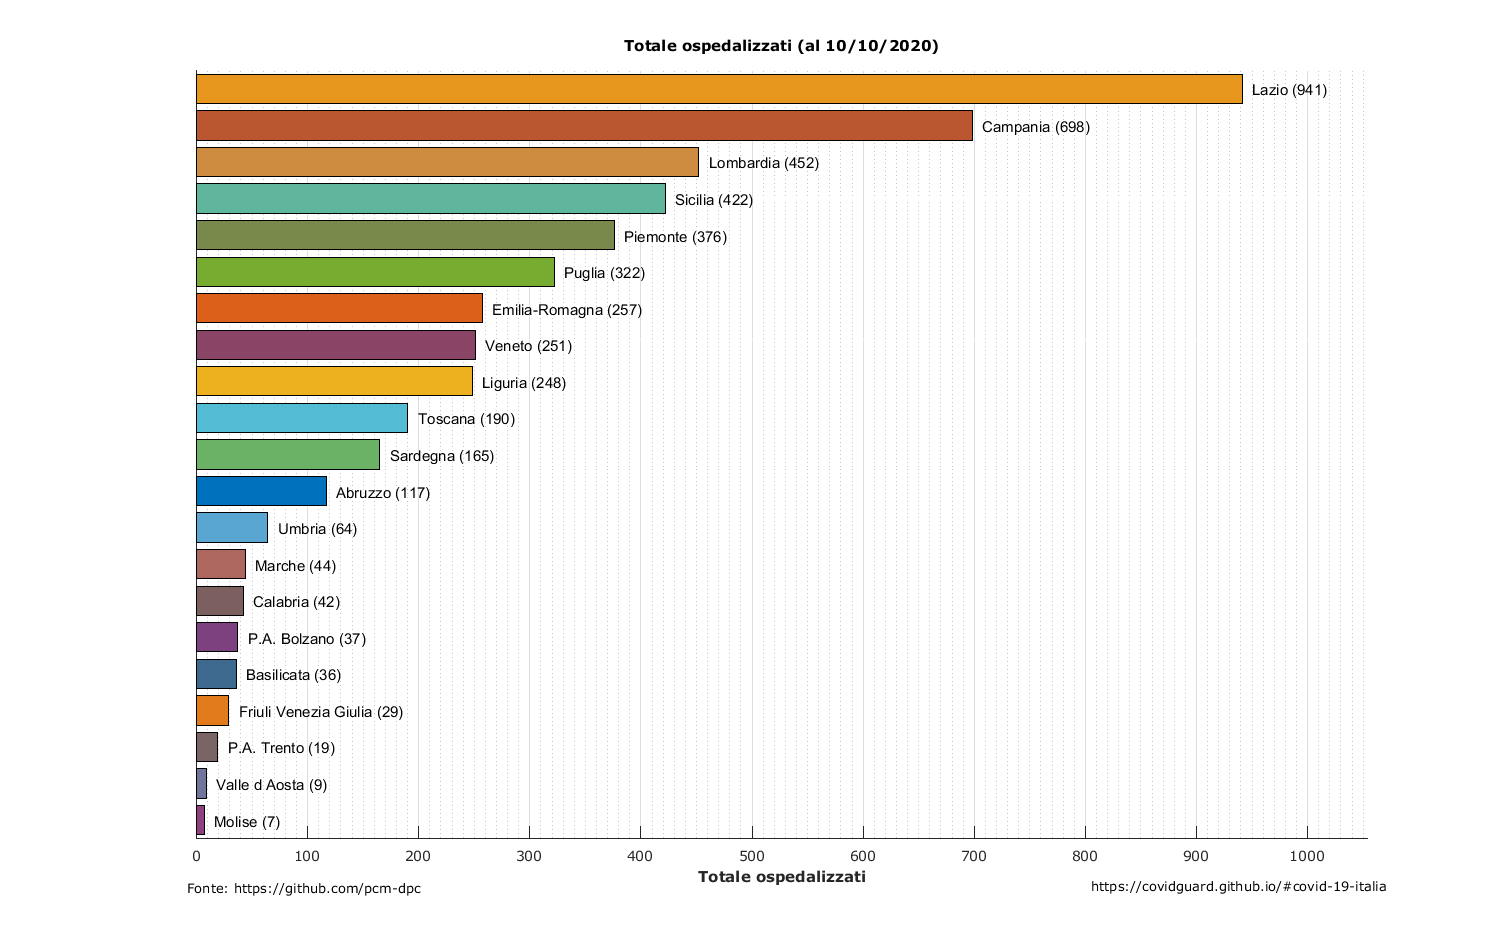 Totale ospedalizzati (al 10/10/2020)
Lazio (941)
Campania (698)
Lombardia (452)
Sicilia (422)
Piemonte (376)
Puglia (322)
Emilia-Romagna (257)
Veneto (251)
Liguria (248)
Toscana (190)
Sardegna (165)
Abruzzo (117)
Umbria (64)
Marche (44)
Calabria (42)
P.A. Bolzano (37)
Basilicata (36)
Friuli Venezia Giulia (29)
P.A. Trento (19)
Valle d Aosta (9)
Molise (7)
0 100 200 300 400 500 600 700 800 900 1000
Totale ospedalizzati
Fonte: https://github.com/pcm-dpc
https://covidguard.github.io/#covid-19-italia